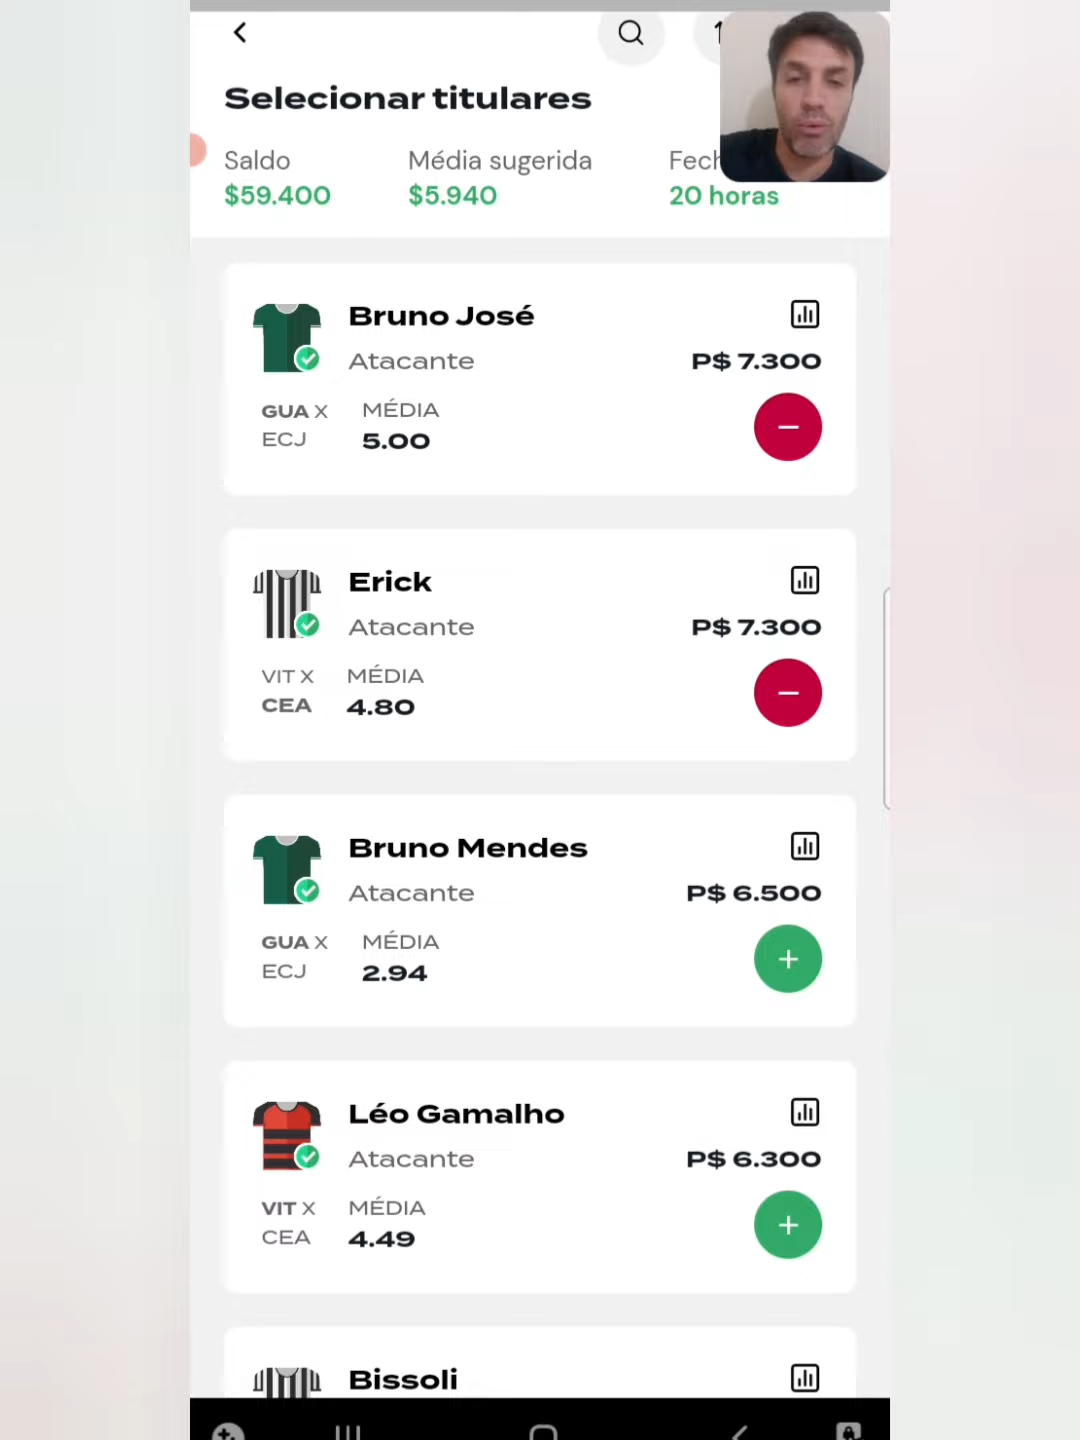 Selecionar titulares
Saldo
Média sugerida
$59.400
$5.940
20 horas
Bruno José
Atacante
P$ 7.300
GUA X
MÉDIA
ECJ
5.00
Erick
Atacante
P$ 7.300
VIT X
MÉDIA
CEA
4.80
Bruno Mendes
Atacante
P$ 6.500
GUA X
MÉDIA
ECJ
2.94
Léo Gamalho
Atacante
P$ 6.300
VIT X
MÉDIA
CEA
4.49
Bissoli